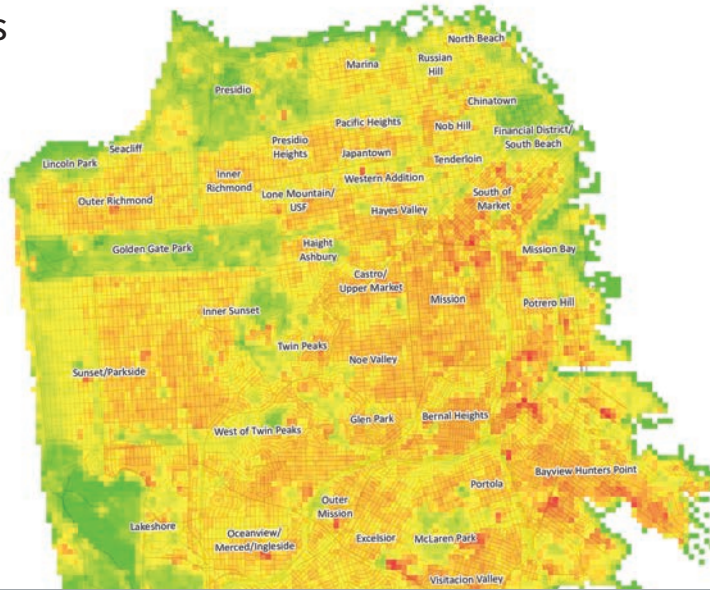 s
North Beach
Marina
Russian
Hill
Presidio
Chinatown
Pacific Heights
Nob Hill
Financial District/
South Beach
Presidio
Heights
Japantown
Tenderloin
Seacliff
Lincoln Park
Inner
Richmond
Western Addition
Outer Richmond
Lone Mountain/
USF
South of
Market
Hayes Valley
Golden Gate Park
Haight
Ashbury
Mission Bay
Castro/
Upper Market
Mission
Potrero Hill
Inner Sunset
Twin Peaks
Noe Valley
Sunset/Parkside
West of Twin Peaks
Glen Park
Bernal Heights
Bayview Hunters Point
Portola
Outer
Mission
Lakeshore
Oceanview/
Merced/Ingleside
Excelsior
McLaren Park
Visitacion Valley